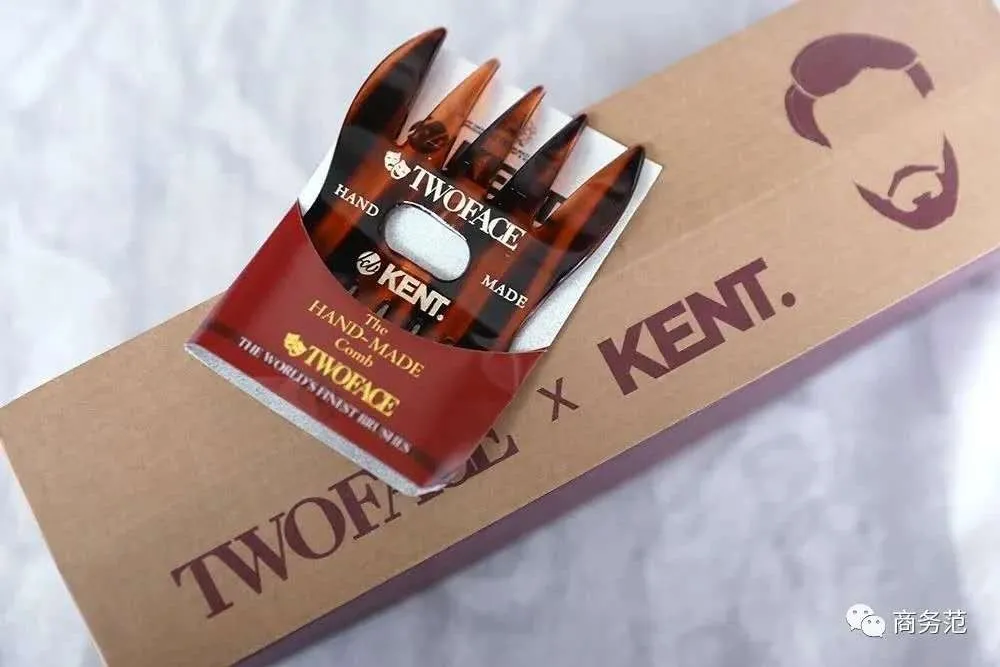 TWOFACE
HAND
MADE
KENT.
The
HAND-MADE
Comb
TWOFACE
THE WORLD'S FINEST BRUSHES
TWOFACE X KENT.
商务范